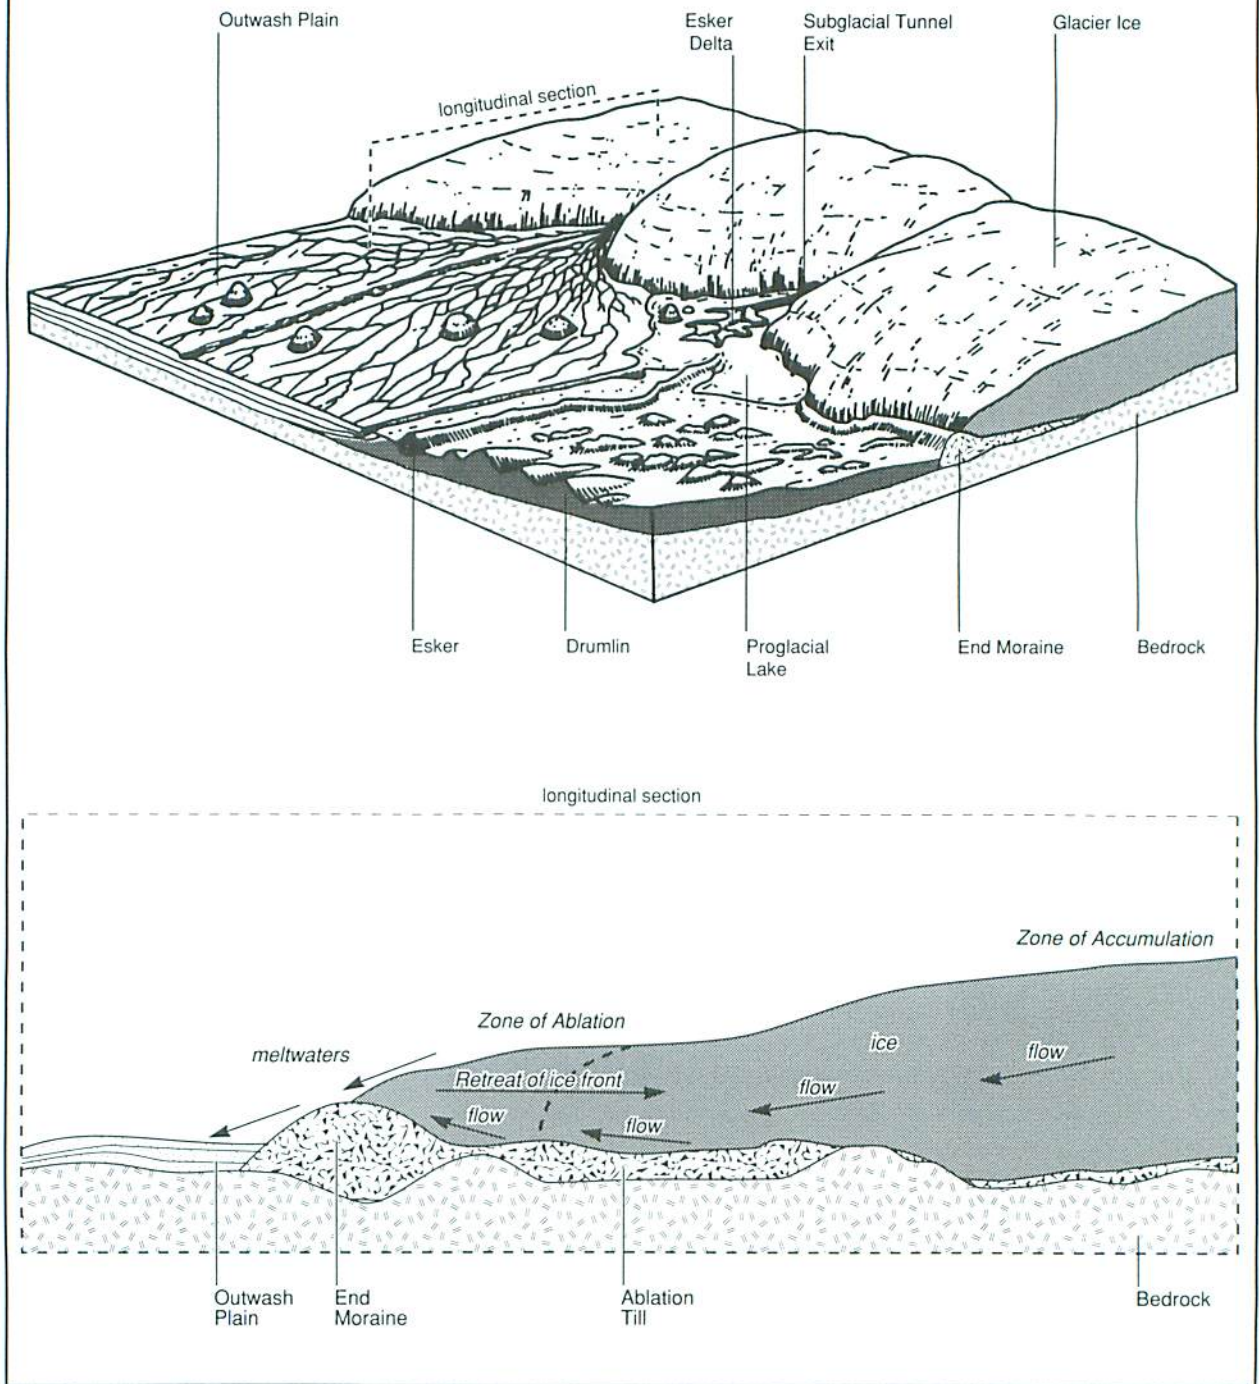 Outwash Plain
Esker
Delta
Subglacial Tunnel
Exit
Glacier Ice
longitudinal section
Esker
Drumlin
Proglacial
Lake
End Moraine
Bedrock
longitudinal section
Zone of Accumulation
Zone of Ablation
meltwaters
ice
flow
Retreat of ice front
flow
flow
flow
Outwash
Plain
End
Moraine
Ablation
Till
Bedrock